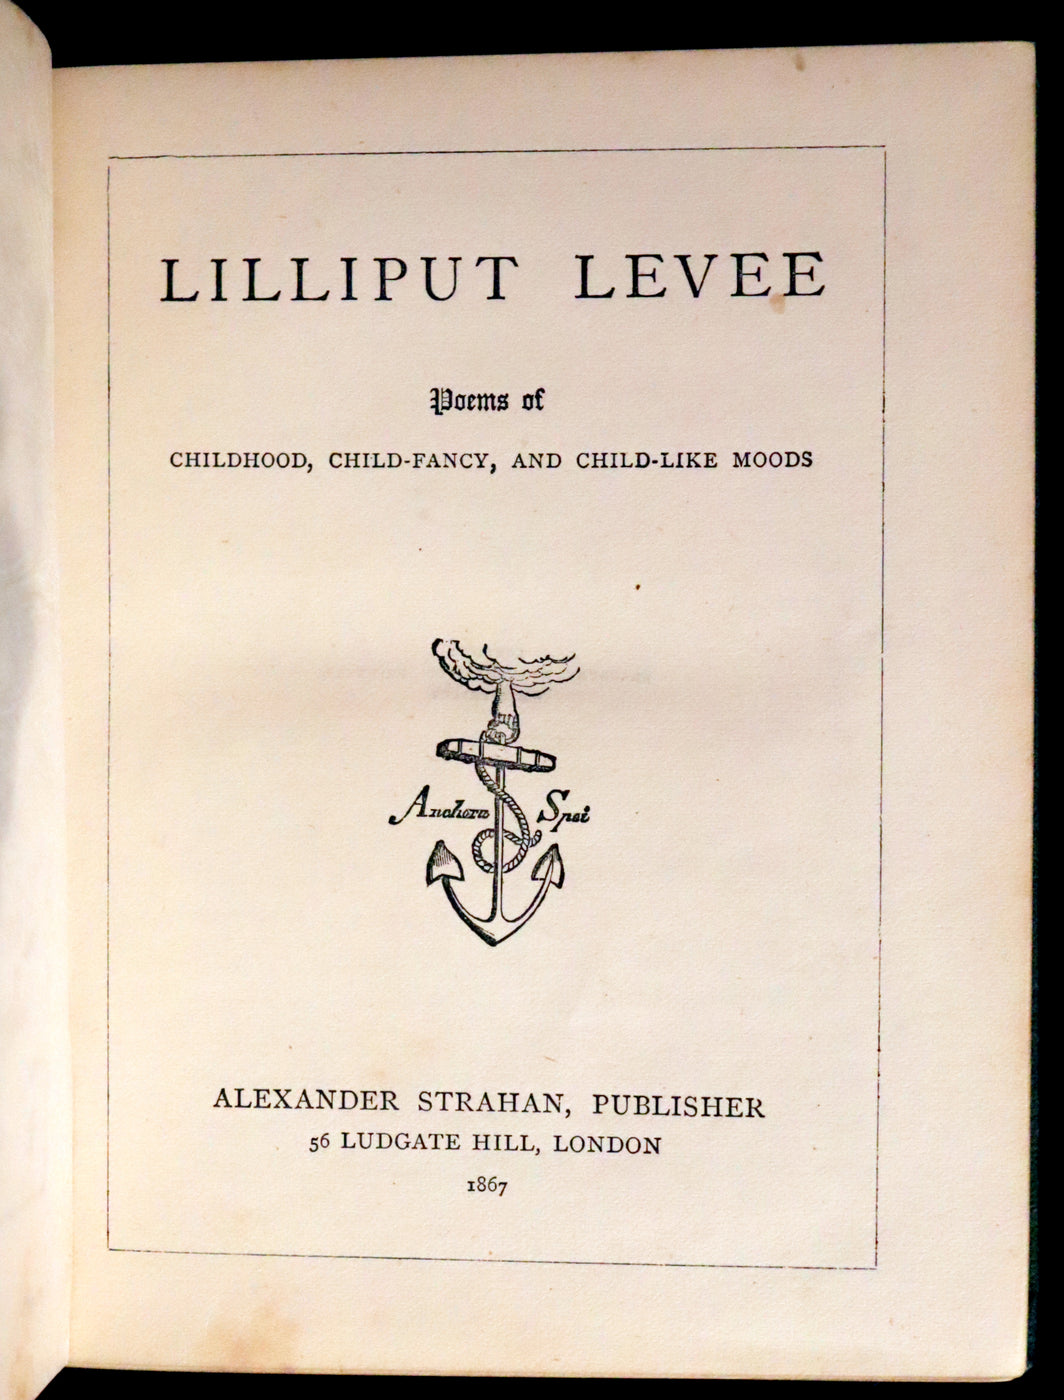 LILLIPUT LEVEE
Poems of
CHILDHOOD, CHILD-FANCY, AND CHILD-LIKE MOODS
Anchora Spei
ALEXANDER STRAHAN, PUBLISHER
56 LUDGATE HILL, LONDON
1867